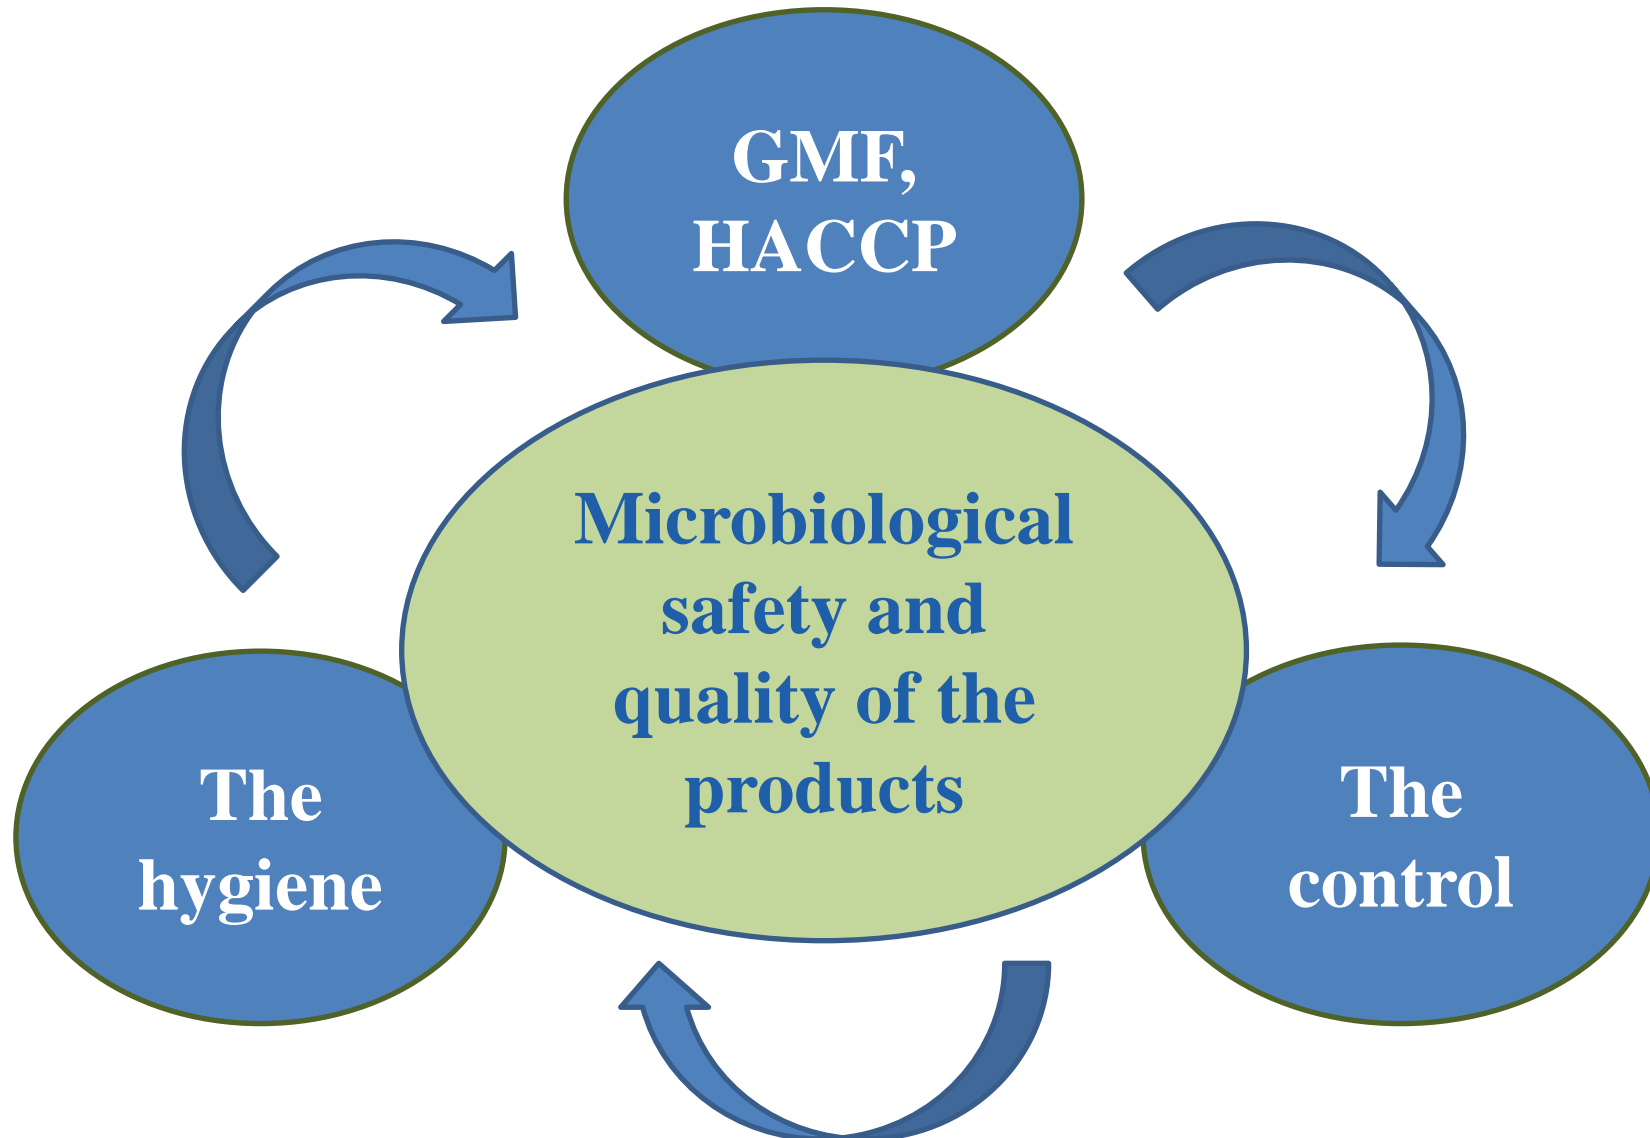 GMF,
HACCP
Microbiological
safety and
quality of the
products
The
hygiene
The
control